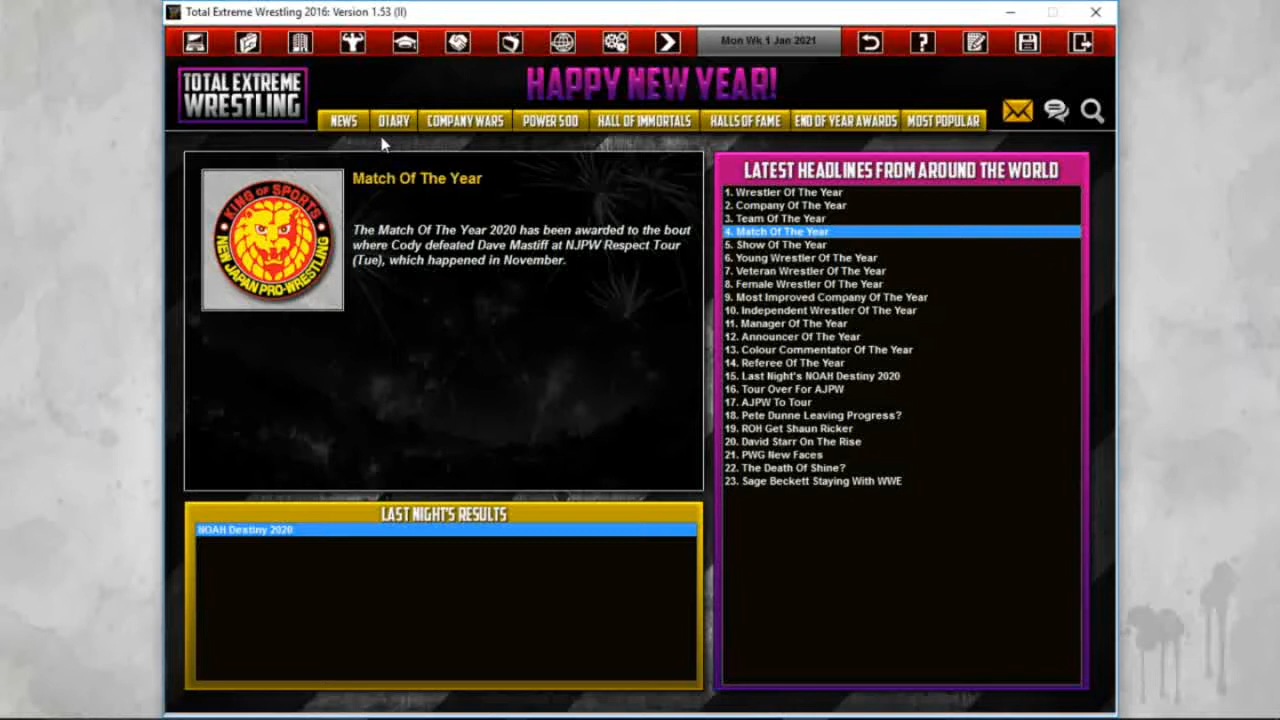 Total Extreme Wrestling 2016: Version 1.53 (II)
Mon Wk 1 Jan 2021
TOTAL EXTREME
WRESTLING
HAPPY NEW YEAR!
NEWS
DIARY
COMPANY WARS
POWER 500
HALL OF IMMORTALS
HALLS OF FAME
END OF YEAR AWARDS
MOST POPULAR
KING OF SPORTS
NEW JAPAN PRO-WRESTLING
Match Of The Year
The Match Of The Year 2020 has been awarded to the bout
where Cody defeated Dave Mastiff at NJPW Respect Tour
(Tue), which happened in November.
LAST NIGHT'S RESULTS
NOAH Destiny 2020
LATEST HEADLINES FROM AROUND THE WORLD
1. Wrestler Of The Year
2. Company Of The Year
3. Team Of The Year
4. Match Of The Year
5. Show Of The Year
6. Young Wrestler Of The Year
7. Veteran Wrestler Of The Year
8. Female Wrestler Of The Year
9. Most Improved Company Of The Year
10. Independent Wrestler Of The Year
11. Manager Of The Year
12. Announcer Of The Year
13. Colour Commentator Of The Year
14. Referee Of The Year
15. Last Night's NOAH Destiny 2020
16. Tour Over For AJPW
17. AJPW To Tour
18. Pete Dunne Leaving Progress?
19. ROH Get Shaun Ricker
20. David Starr On The Rise
21. PWG New Faces
22. The Death Of Shine?
23. Sage Beckett Staying With WWE